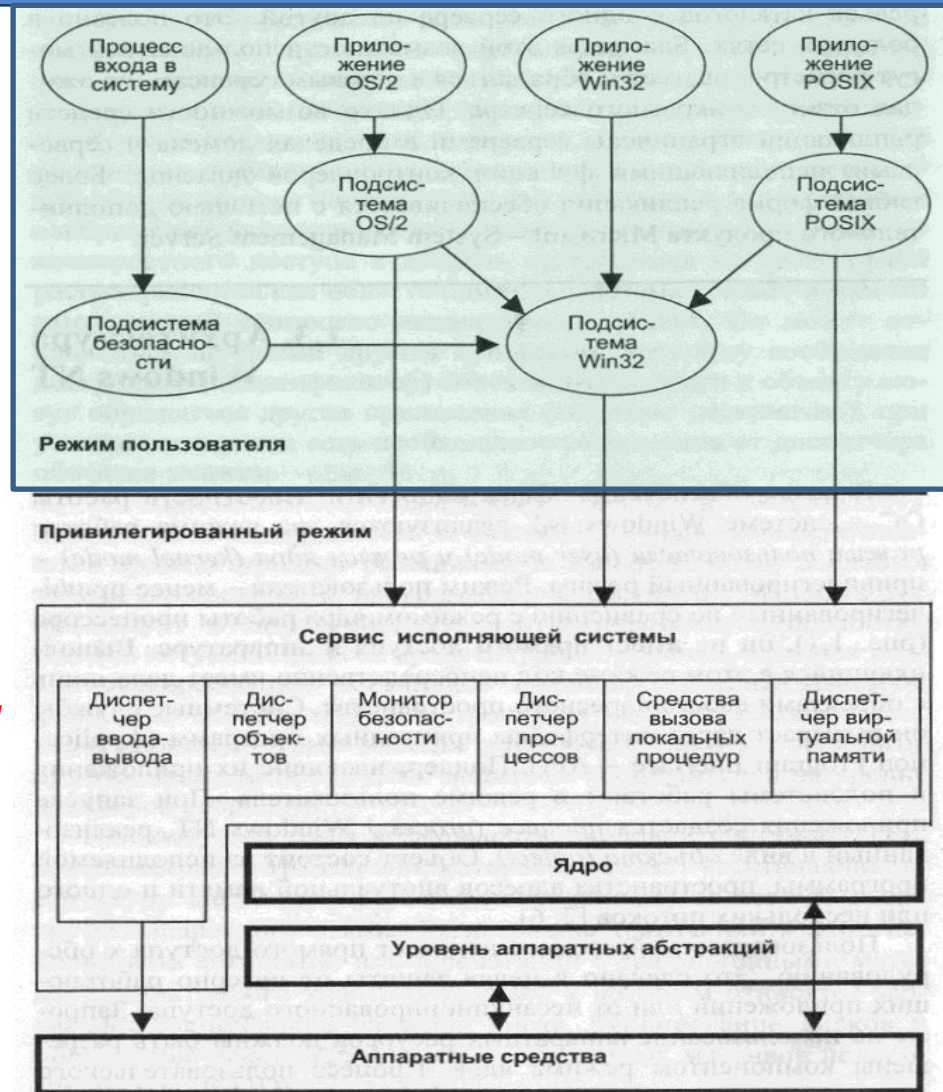 Процесс
входа в
систему
Прило-
жение
OS/2
Прило-
жение
Win32
Прило-
жение
POSIX
Подсис-
тема
OS/2
Подсис-
тема
POSIX
Подсистема
безопасно-
сти
Подсис-
тема
Win32
Режим пользователя
Привилегированный режим
Сервис исполняющей системы
Диспетчер
ввода-
вывода
Дис-
петчер
объек-
тов
Монитор
безопас-
ности
Дис-
петчер
про-
цессов
Средства
вызова
локальных
процедур
Диспет-
чер вир-
туальной
памяти
Ядро
Уровень аппаратных абстракций
Аппаратные средства